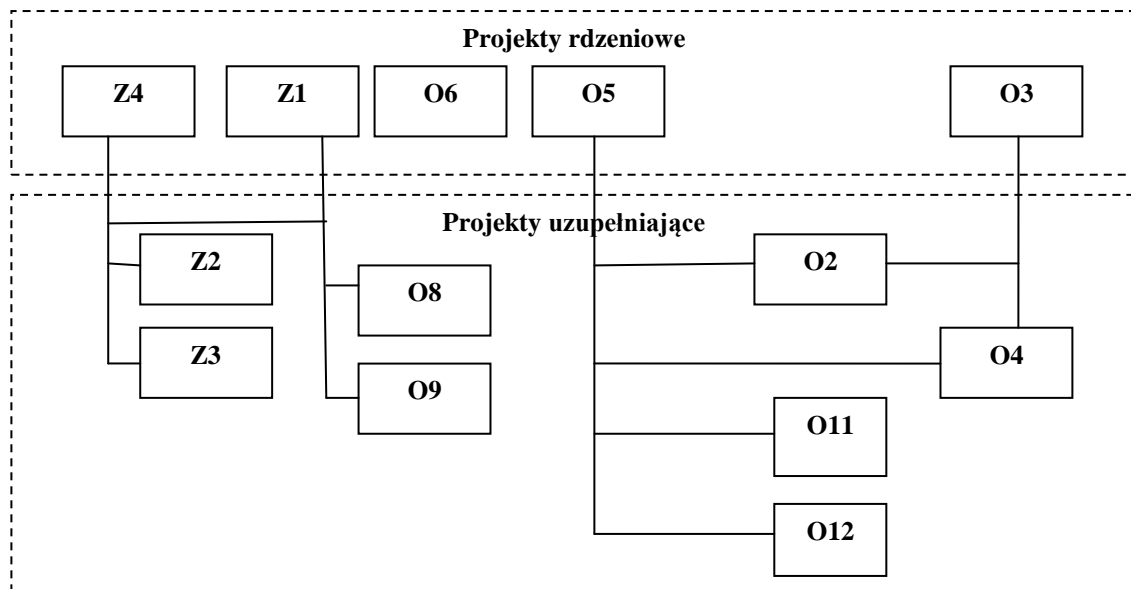 Projekty rdzeniowe
Z4 Z1 O6 O5 O3
Projekty uzupełniające
Z2 O8 O2
Z3 O9 O4
O11
O12